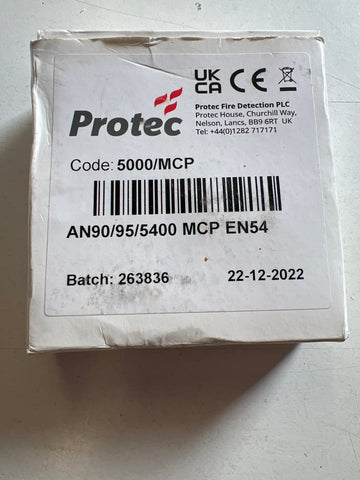 Protec
UK
CA CE
Protec Fire Detection PLC
Protec House, Churchill Way,
Nelson, Lancs, BB9 6RT UK
Tel: +44(0)1282 717171
Code: 5000/MCP
AN90/95/5400 MCP EN54
Batch: 263836 22-12-2022